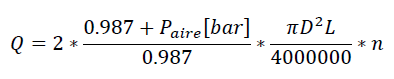 Q = 2 * (0.987 + P_aire[bar]) / 0.987 * (πD²L) / 4000000 * n